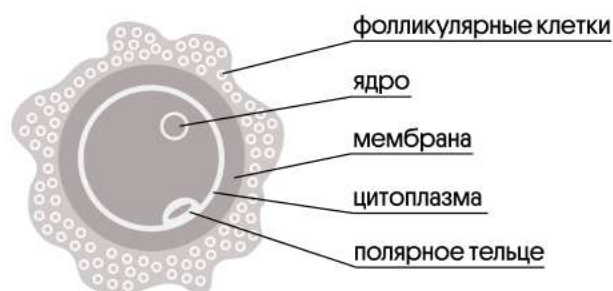 фолликулярные клетки
ядро
мембрана
цитоплазма
полярное тельце